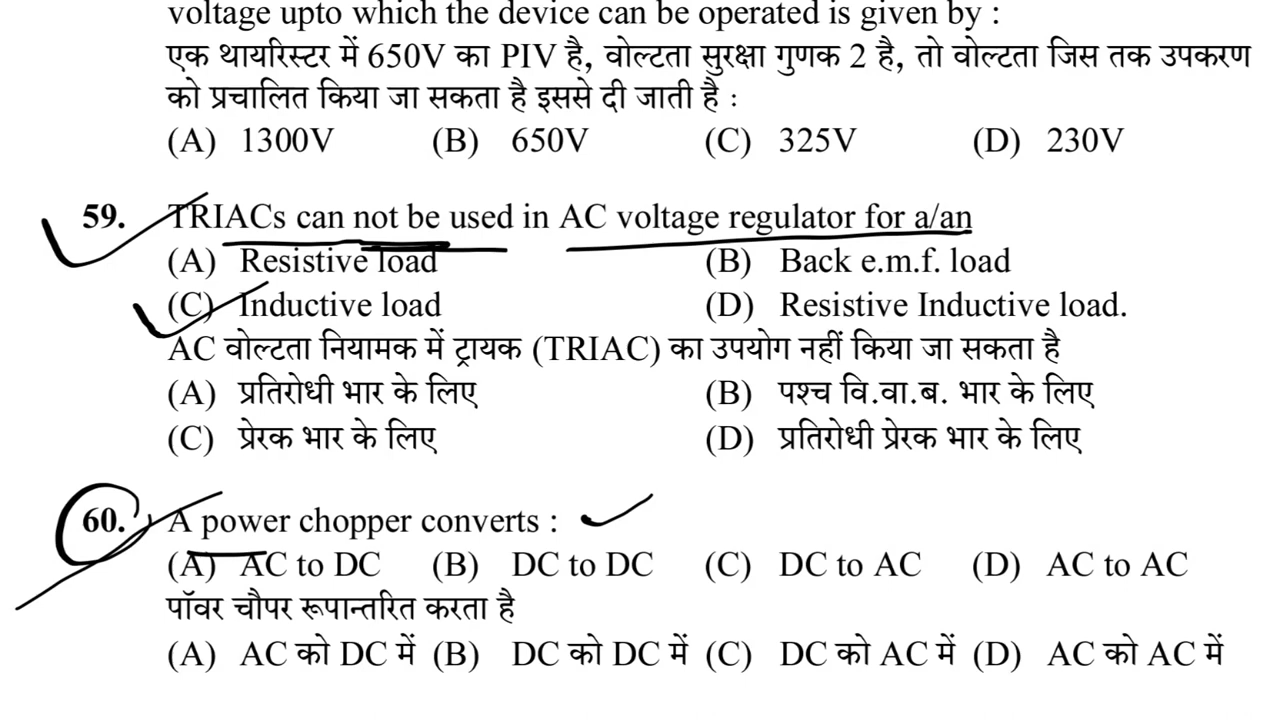 voltage upto which the device can be operated is given by :
एक थायरिस्टर में 650V का PIV है, वोल्टता सुरक्षा गुणक 2 है, तो वोल्टता जिस तक उपकरण
को प्रचालित किया जा सकता है इससे दी जाती है :
(A) 1300V (B) 650V (C) 325V (D) 230V
59. TRIACs can not be used in AC voltage regulator for a/an
(A) Resistive load (B) Back e.m.f. load
(C) Inductive load (D) Resistive Inductive load.
AC वोल्टता नियामक में ट्रायक (TRIAC) का उपयोग नहीं किया जा सकता है
(A) प्रतिरोधी भार के लिए (B) पश्च वि.वा.ब. भार के लिए
(C) प्रेरक भार के लिए (D) प्रतिरोधी प्रेरक भार के लिए
60. A power chopper converts :
(A) AC to DC (B) DC to DC (C) DC to AC (D) AC to AC
पॉवर चौपर रूपान्तरित करता है
(A) AC को DC में (B) DC को DC में (C) DC को AC में (D) AC को AC में